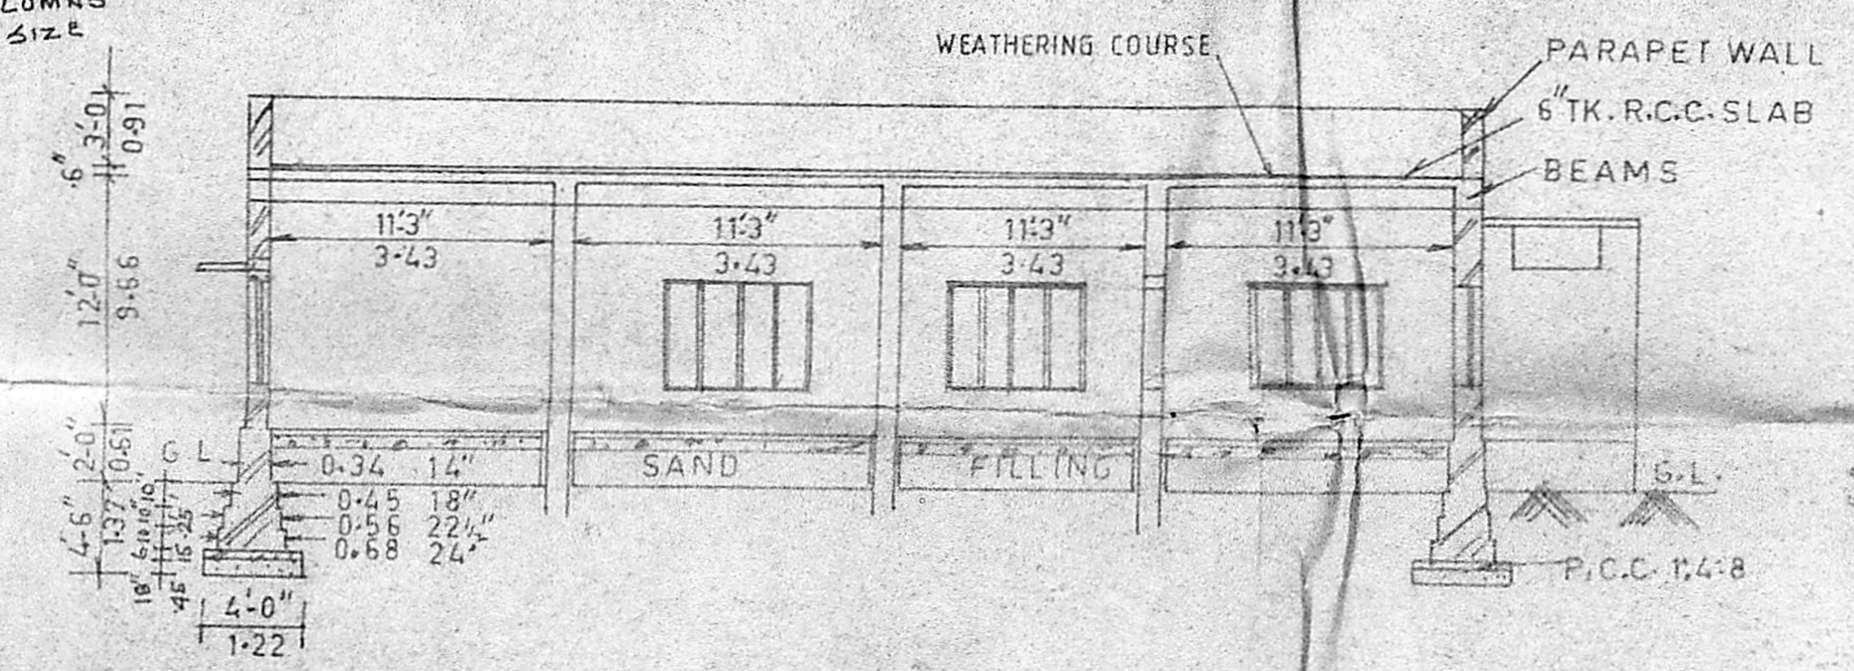 LUMNS
SIZE
WEATHERING COURSE
PARAPET WALL
6" TK. R.C.C. SLAB
BEAMS
3'-0"
0.91
6"
12'-0"
9.66
2'-0"
0.61
4'-6"
1.37
11'3"
3.43
11'3"
3.43
11'3"
3.43
11'3"
3.43
G L
0.34 14"
SAND FILLING
0.45 18"
0.56 22½"
0.68 24"
18"
.45
4'-0"
1.22
G.L.
P.C.C. 1:4:8